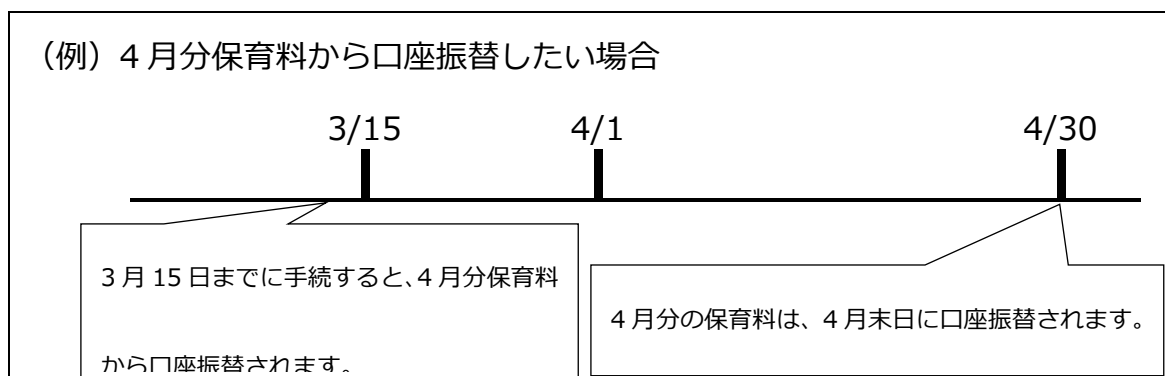 （例）４月分保育料から口座振替したい場合
3/15 4/1 4/30
３月 15 日までに手続すると、４月分保育料
から口座振替されます。
４月分の保育料は、４月末日に口座振替されます。